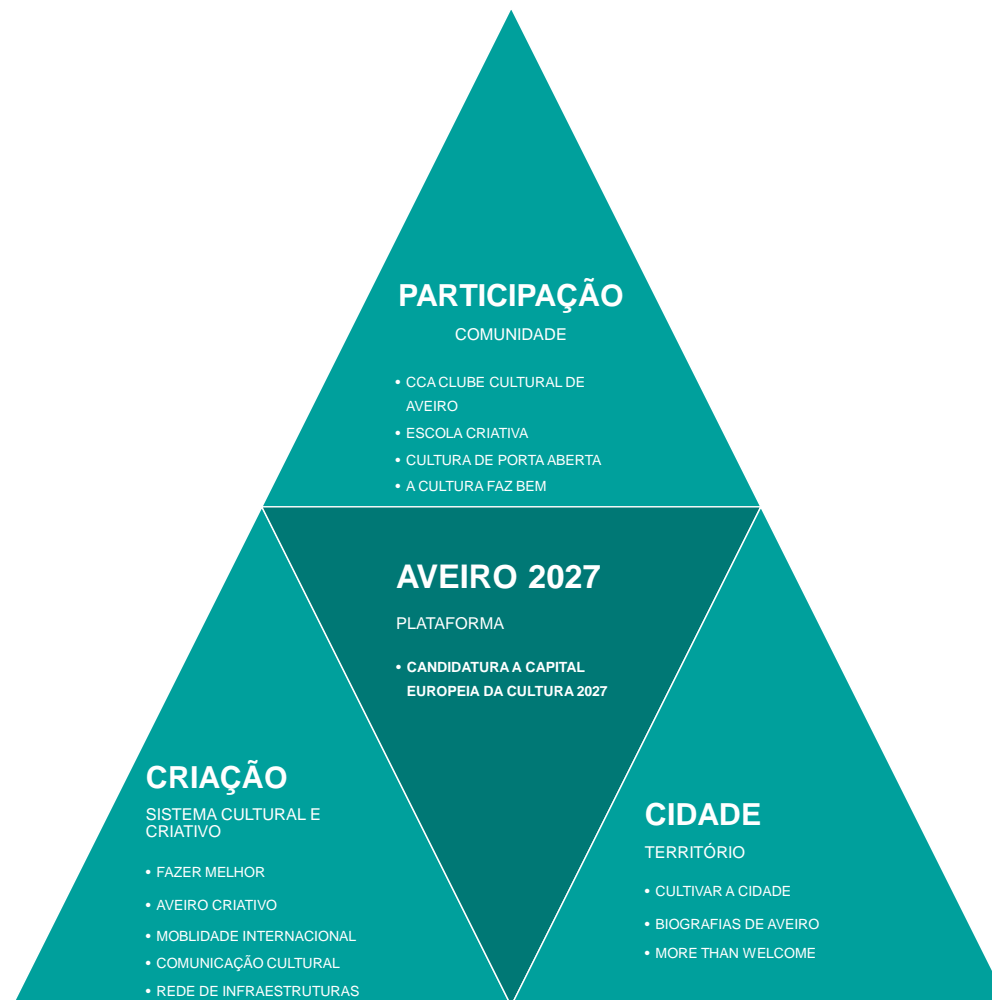 PARTICIPAÇÃO
COMUNIDADE
• CCA CLUBE CULTURAL DE
AVEIRO
• ESCOLA CRIATIVA
• CULTURA DE PORTA ABERTA
• A CULTURA FAZ BEM
AVEIRO 2027
PLATAFORMA
• CANDIDATURA A CAPITAL
EUROPEIA DA CULTURA 2027
CRIAÇÃO
SISTEMA CULTURAL E
CRIATIVO
• FAZER MELHOR
• AVEIRO CRIATIVO
• MOBLIDADE INTERNACIONAL
• COMUNICAÇÃO CULTURAL
• REDE DE INFRAESTRUTURAS
CIDADE
TERRITÓRIO
• CULTIVAR A CIDADE
• BIOGRAFIAS DE AVEIRO
• MORE THAN WELCOME